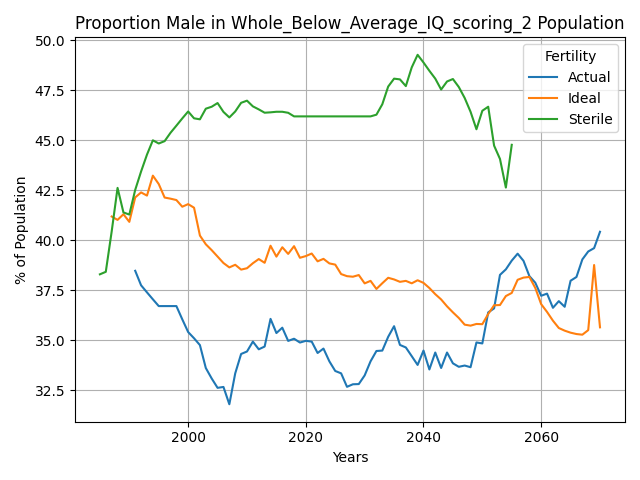 Proportion Male in Whole_Below_Average_IQ_scoring_2 Population
50.0
47.5
45.0
42.5
40.0
37.5
35.0
32.5
% of Population
Fertility
Actual
Ideal
Sterile
2000
2020
2040
2060
Years